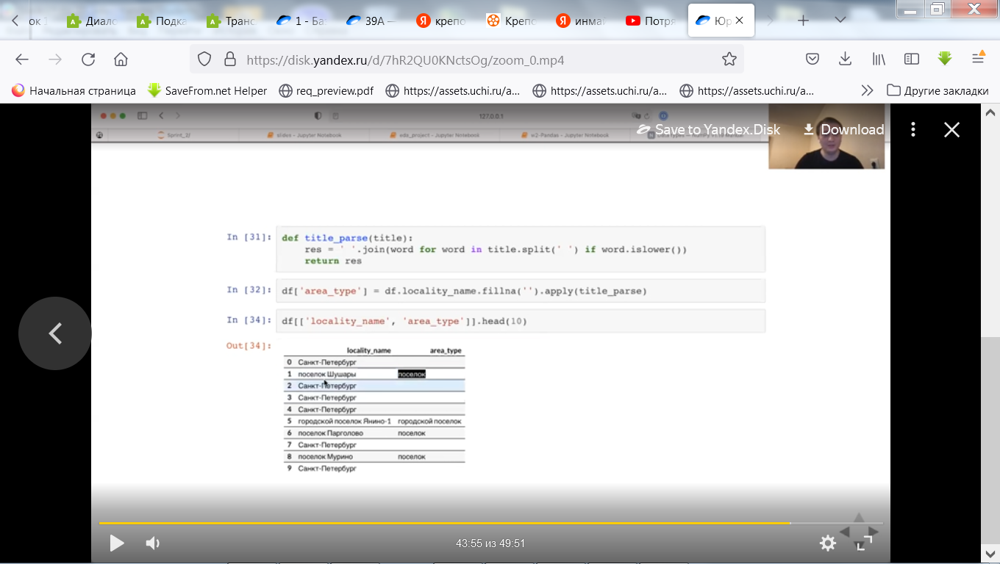 ок 1
Диало
Подка
Транс
1 - Ба
39А —
крепо
Крепо
инмаи
Потря
Юр
https://disk.yandex.ru/d/7hR2QU0KNctsOg/zoom_0.mp4
Начальная страница
SaveFrom.net Helper
req_preview.pdf
https://assets.uchi.ru/a...
https://assets.uchi.ru/a...
https://assets.uchi.ru/a...
Другие закладки
127.0.0.1
Sprint_2/
slides - Jupyter Notebook
eda_project - Jupyter Notebook
w2-Pandas - Jupyter Notebook
Save to Yandex.Disk
Download
In [31]:
def title_parse(title):
res = ' '.join(word for word in title.split(' ') if word.islower())
return res
In [32]:
df['area_type'] = df.locality_name.fillna('').apply(title_parse)
In [34]:
df[['locality_name', 'area_type']].head(10)
Out[34]:
locality_name area_type
0 Санкт-Петербург
1 поселок Шушары поселок
2 Санкт-Петербург
3 Санкт-Петербург
4 Санкт-Петербург
5 городской поселок Янино-1 городской поселок
6 поселок Парголово поселок
7 Санкт-Петербург
8 поселок Мурино поселок
9 Санкт-Петербург
43:55 из 49:51